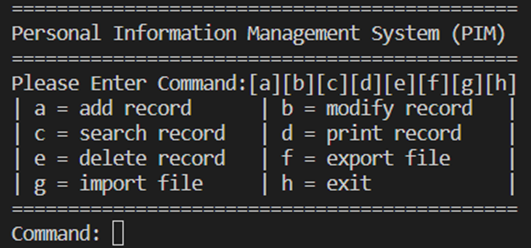 ==============================================
Personal Information Management System (PIM)
==============================================
Please Enter Command:[a][b][c][d][e][f][g][h]
| a = add record       | b = modify record   |
| c = search record    | d = print record    |
| e = delete record    | f = export file     |
| g = import file      | h = exit            |
==============================================
Command: